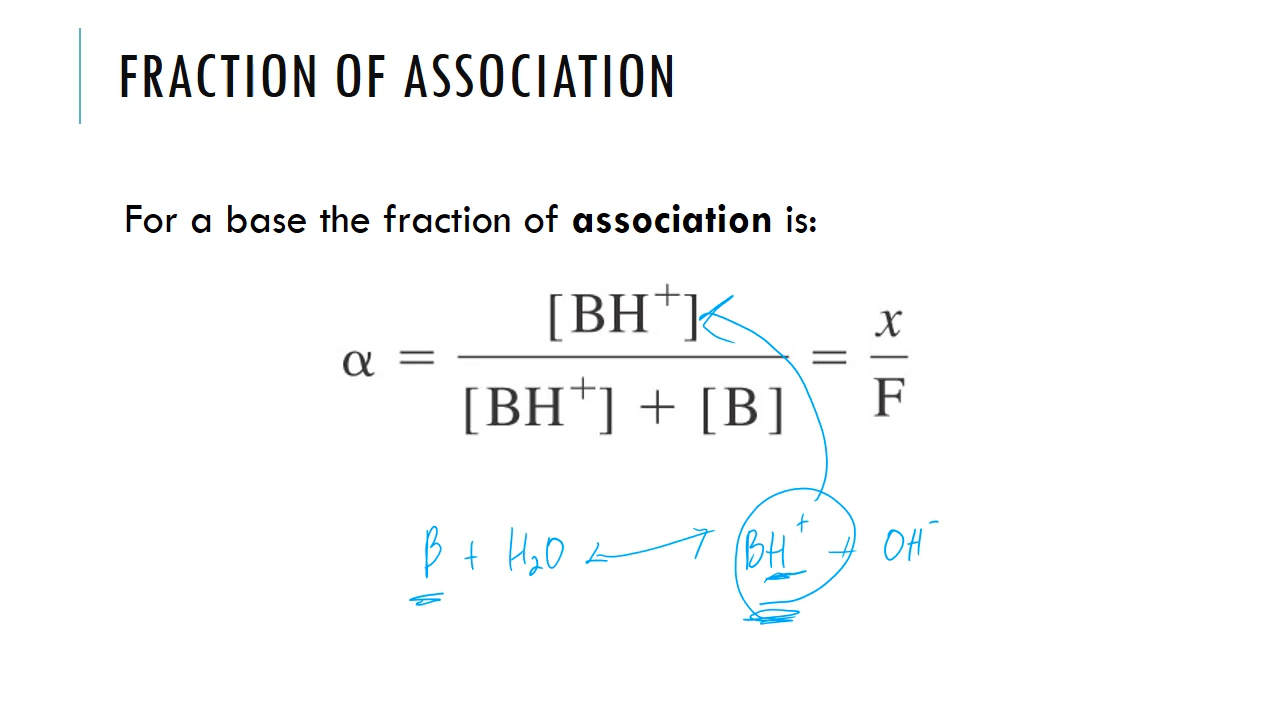 FRACTION OF ASSOCIATION
For a base the fraction of association is:
α = [BH⁺] / ([BH⁺] + [B]) = x / F
B + H₂O ⟷ BH⁺ + OH⁻